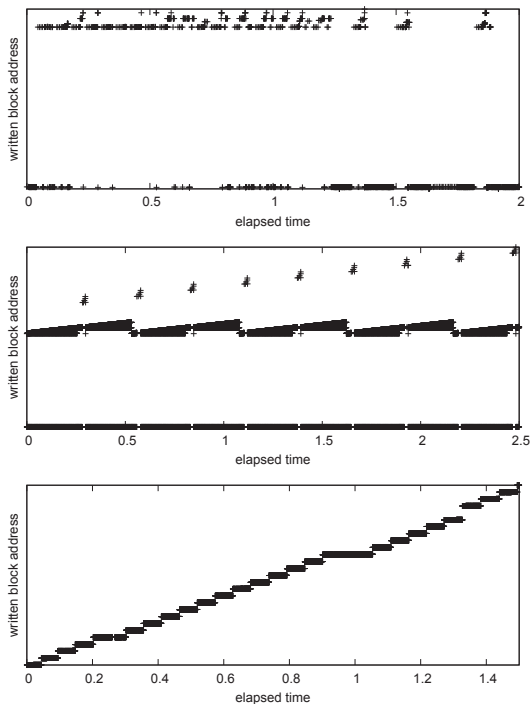 written block address
0 0.5 1 1.5 2
elapsed time
written block address
0 0.5 1 1.5 2 2.5
elapsed time
written block address
0 0.2 0.4 0.6 0.8 1 1.2 1.4
elapsed time